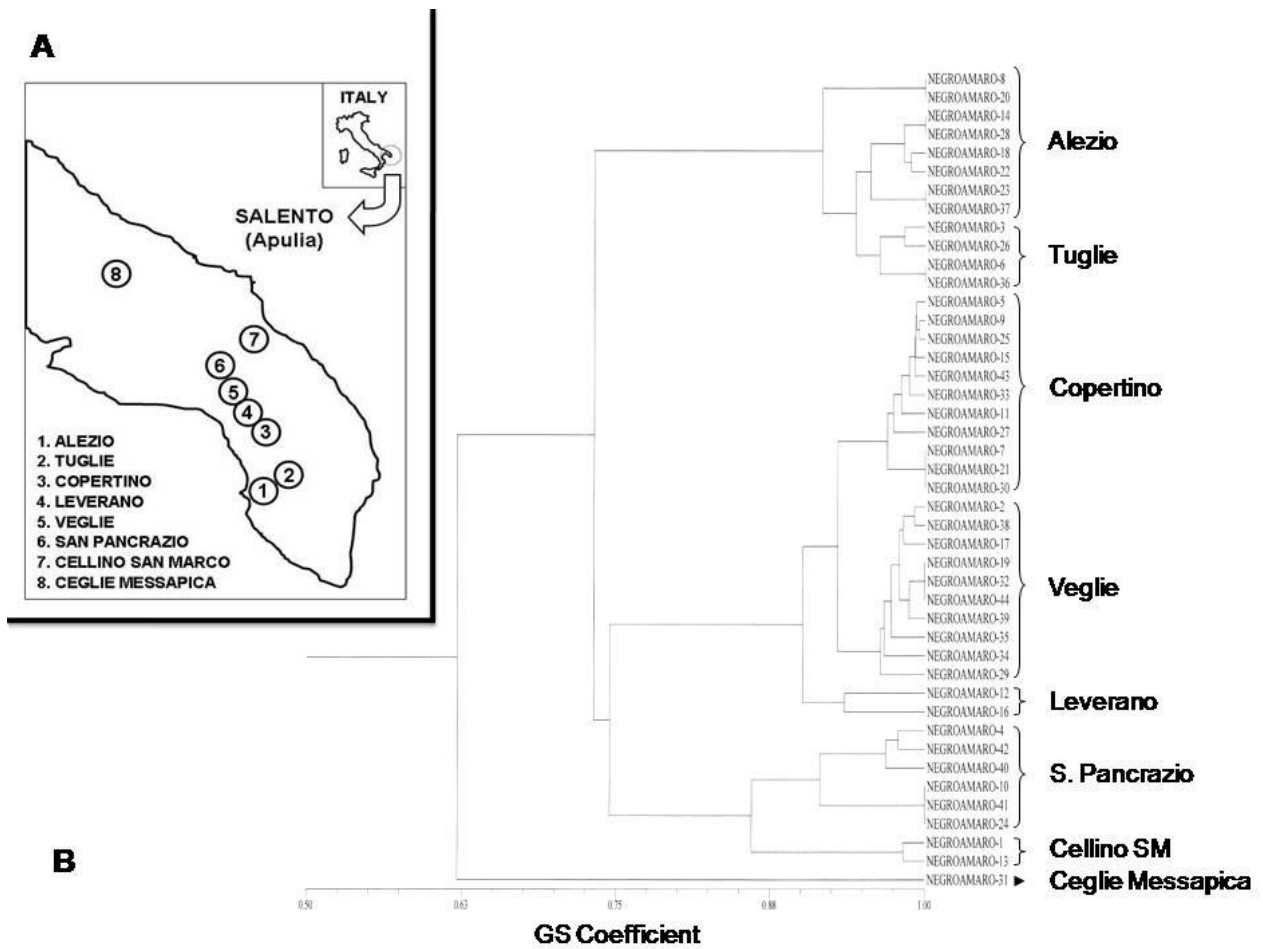 A
ITALY
SALENTO
(Apulia)
8
7
6
5
4
3
2
1
1. ALEZIO
2. TUGLIE
3. COPERTINO
4. LEVERANO
5. VEGLIE
6. SAN PANCRAZIO
7. CELLINO SAN MARCO
8. CEGLIE MESSAPICA
B
NEGROAMARO-8
NEGROAMARO-20
NEGROAMARO-14
NEGROAMARO-28
NEGROAMARO-18
NEGROAMARO-22
NEGROAMARO-23
NEGROAMARO-37
Alezio
NEGROAMARO-3
NEGROAMARO-26
NEGROAMARO-6
NEGROAMARO-36
Tuglie
NEGROAMARO-5
NEGROAMARO-9
NEGROAMARO-25
NEGROAMARO-15
NEGROAMARO-43
NEGROAMARO-33
NEGROAMARO-11
NEGROAMARO-27
NEGROAMARO-7
NEGROAMARO-21
NEGROAMARO-30
Copertino
NEGROAMARO-2
NEGROAMARO-38
NEGROAMARO-17
NEGROAMARO-19
NEGROAMARO-32
NEGROAMARO-44
NEGROAMARO-39
NEGROAMARO-35
NEGROAMARO-34
NEGROAMARO-29
Veglie
NEGROAMARO-12
NEGROAMARO-16
Leverano
NEGROAMARO-4
NEGROAMARO-42
NEGROAMARO-40
NEGROAMARO-10
NEGROAMARO-41
NEGROAMARO-24
S. Pancrazio
NEGROAMARO-1
NEGROAMARO-13
Cellino SM
NEGROAMARO-31
Ceglie Messapica
0.50 0.63 0.75 0.88 1.00
GS Coefficient